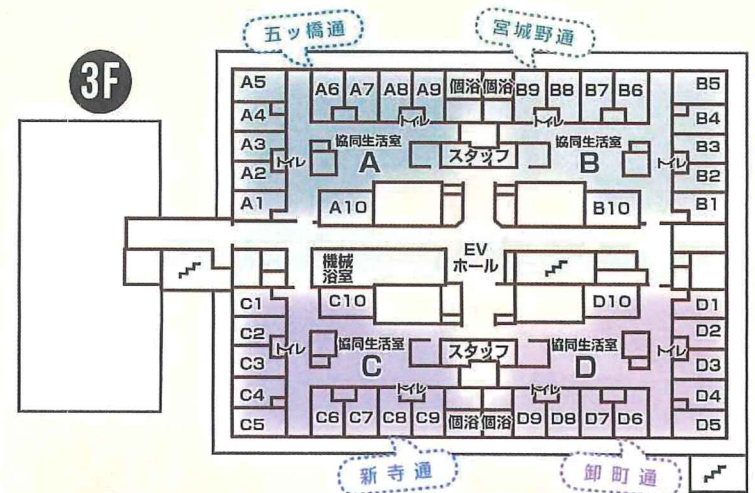 五ッ橋通
宮城野通
3F
A5
A6 A7 A8 A9
個浴 個浴
B9 B8 B7 B6
B5
A4
トイレ
トイレ
B4
A3
トイレ
協同生活室
A
スタッフ
協同生活室
B
トイレ
B3
A2
B2
A1
A10
B10
B1
EV
ホール
機械
浴室
C1
C10
D10
D1
C2
トイレ
協同生活室
C
スタッフ
協同生活室
D
トイレ
D2
C3
D3
C4
トイレ
トイレ
D4
C5
C6 C7 C8 C9
個浴 個浴
D9 D8 D7 D6
D5
新寺通
卸町通